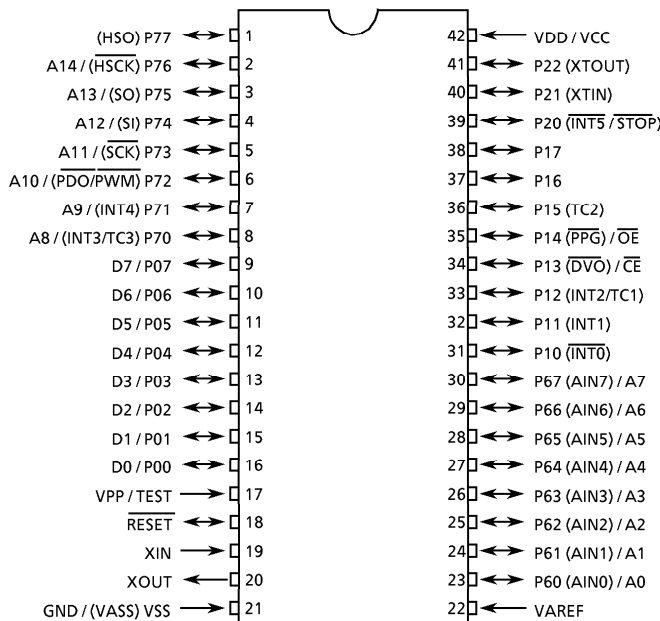 (HSO) P77 1 42 VDD / VCC
A14 / (HSCK) P76 2 41 P22 (XTOUT)
A13 / (SO) P75 3 40 P21 (XTIN)
A12 / (SI) P74 4 39 P20 (INT5 / STOP)
A11 / (SCK) P73 5 38 P17
A10 / (PDO/PWM) P72 6 37 P16
A9 / (INT4) P71 7 36 P15 (TC2)
A8 / (INT3/TC3) P70 8 35 P14 (PPG) / OE
D7 / P07 9 34 P13 (DVO) / CE
D6 / P06 10 33 P12 (INT2/TC1)
D5 / P05 11 32 P11 (INT1)
D4 / P04 12 31 P10 (INT0)
D3 / P03 13 30 P67 (AIN7) / A7
D2 / P02 14 29 P66 (AIN6) / A6
D1 / P01 15 28 P65 (AIN5) / A5
D0 / P00 16 27 P64 (AIN4) / A4
VPP / TEST 17 26 P63 (AIN3) / A3
RESET 18 25 P62 (AIN2) / A2
XIN 19 24 P61 (AIN1) / A1
XOUT 20 23 P60 (AIN0) / A0
GND / (VASS) VSS 21 22 VAREF